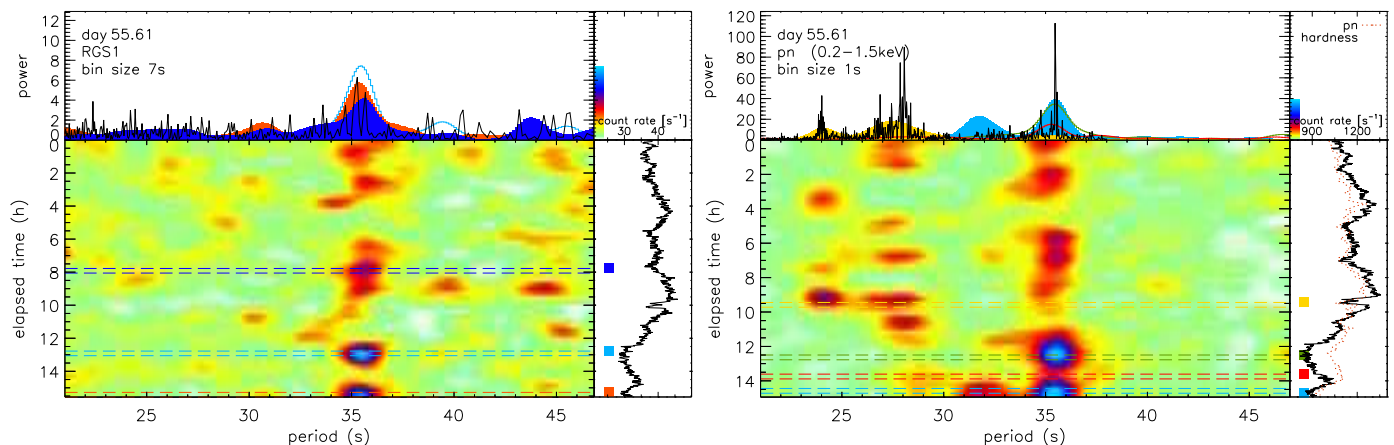 day 55.61
RGS1
bin size 7s
power
12
10
8
6
4
2
0
count rate [s⁻¹]
30 40
elapsed time (h)
0
2
4
6
8
10
12
14
25 30 35 40 45
period (s)
day 55.61
pn (0.2−1.5keV)
bin size 1s
pn
hardness
power
120
100
80
60
40
20
0
count rate [s⁻¹]
900 1200
elapsed time (h)
0
2
4
6
8
10
12
14
25 30 35 40 45
period (s)